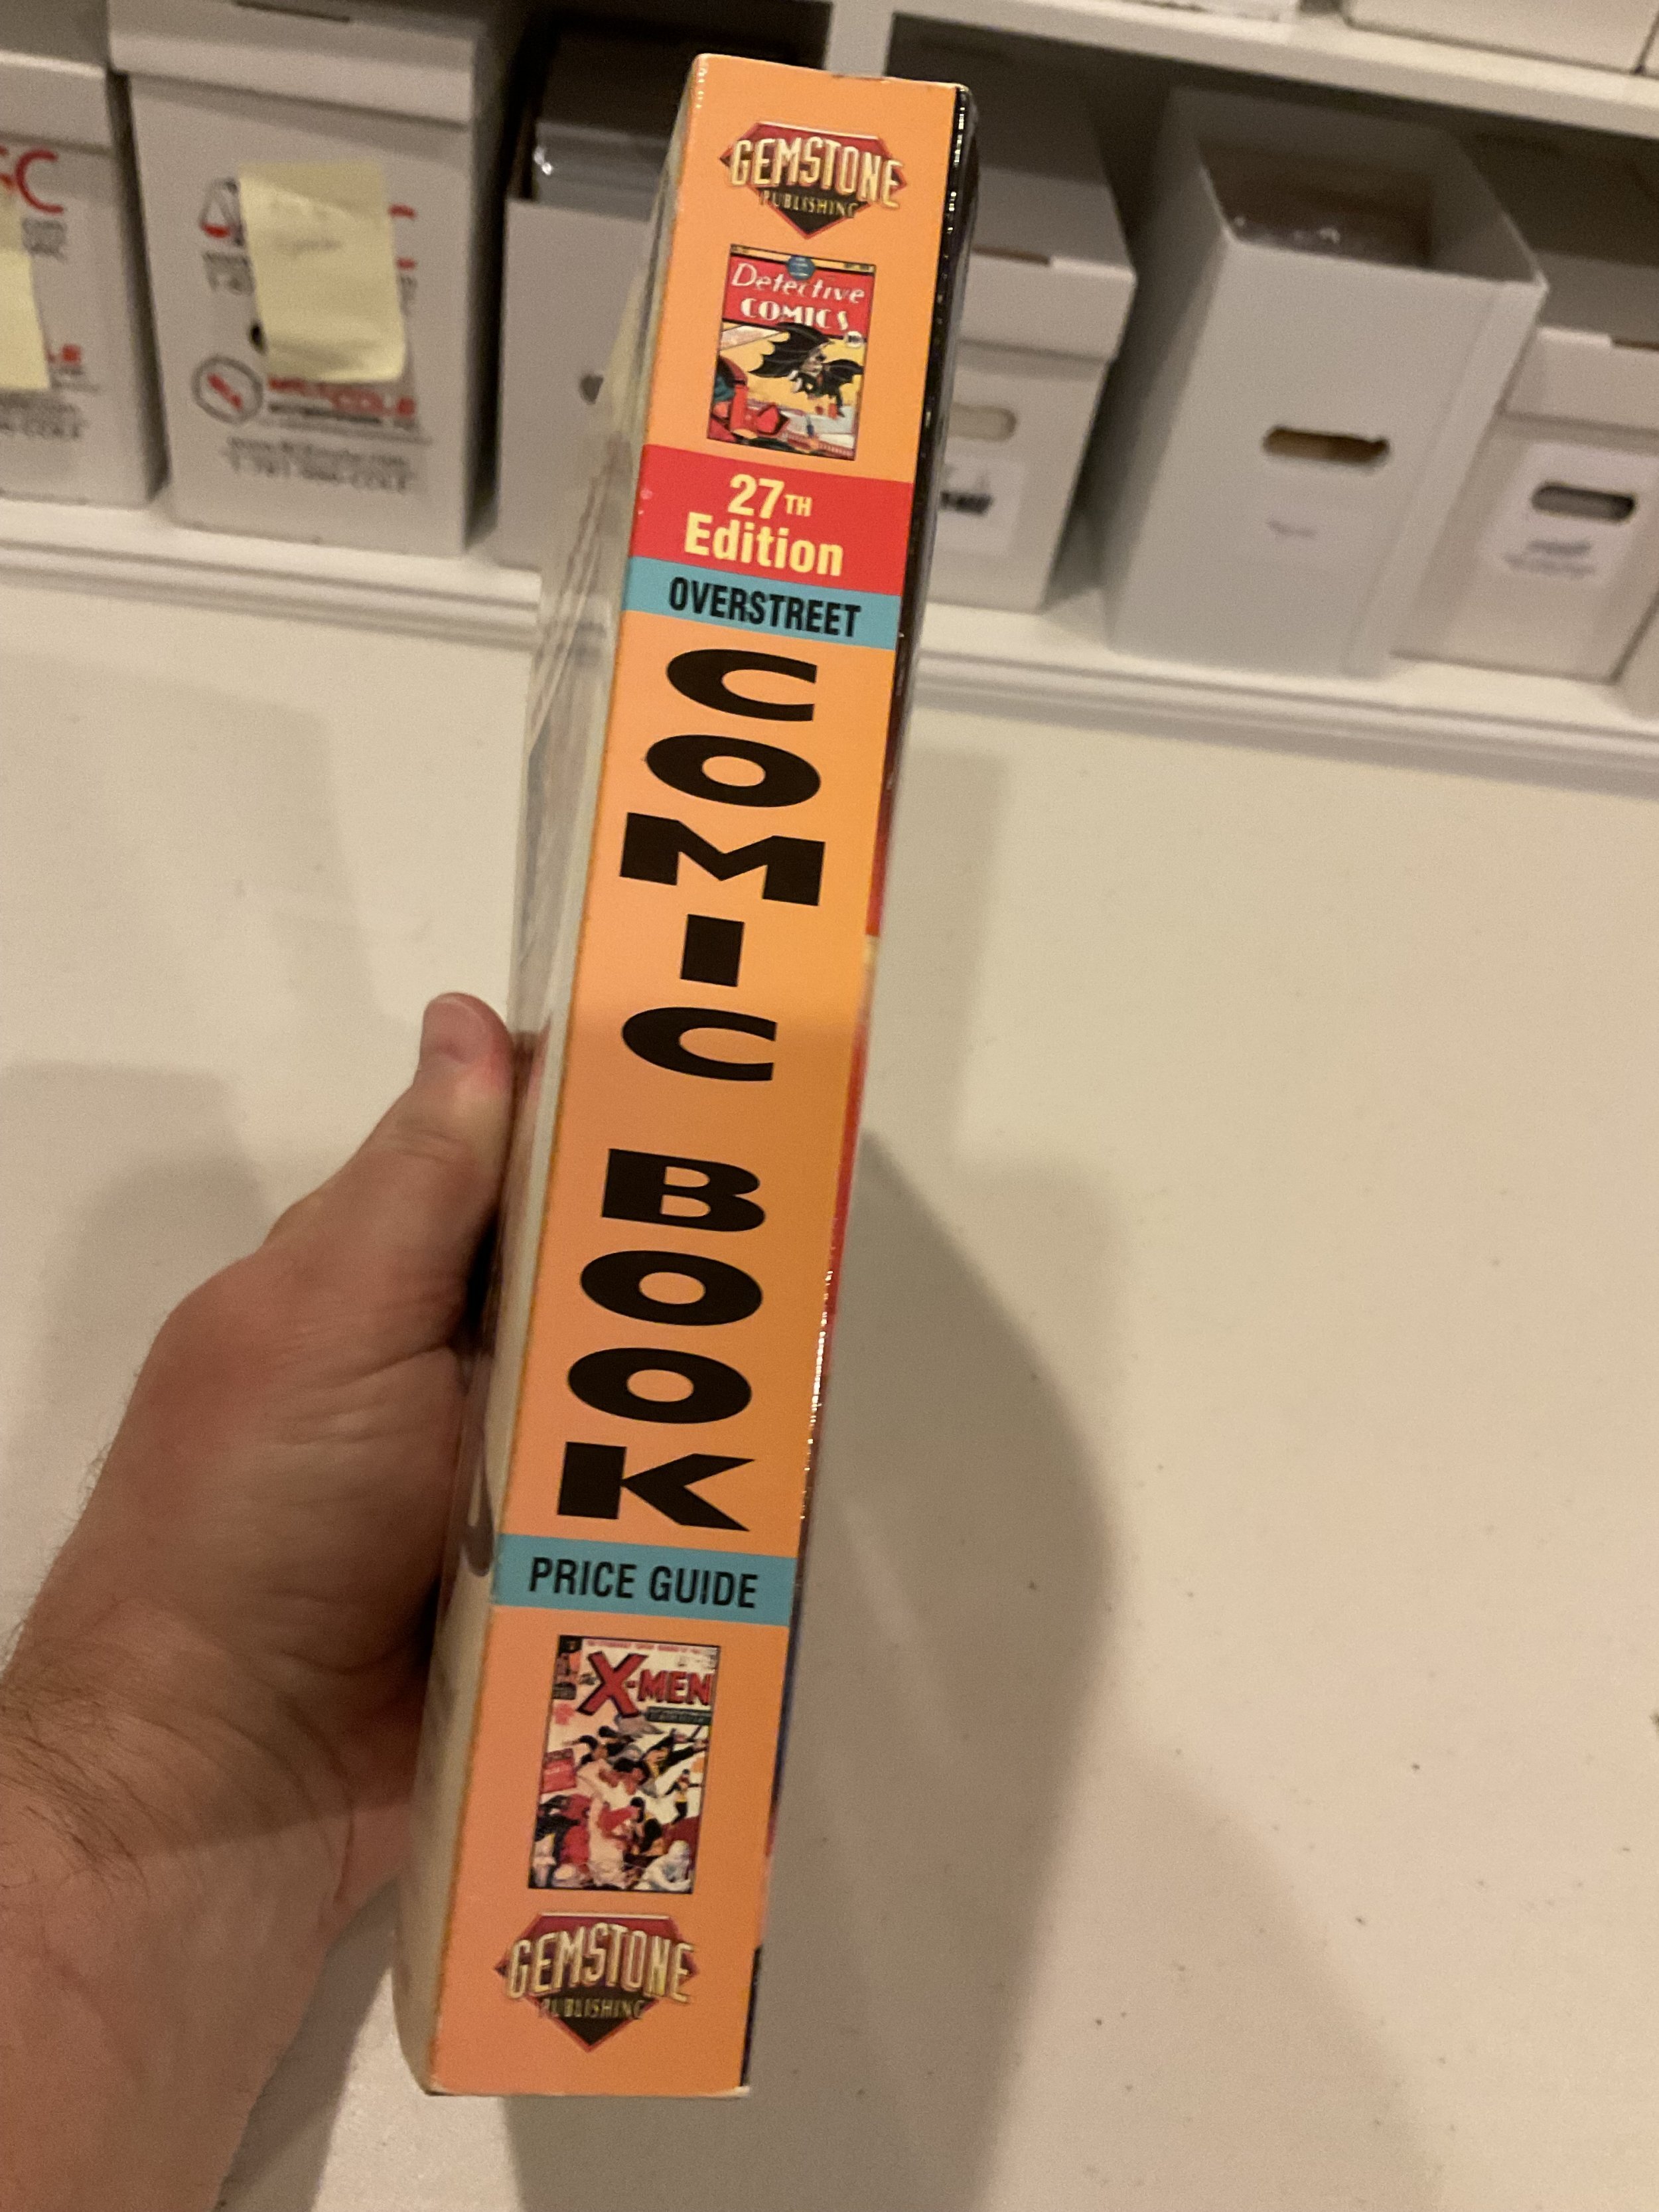 GEMSTONE
PUBLISHING
Detective
COMICS
27TH
Edition
OVERSTREET
COMIC BOOK
PRICE GUIDE
X-MEN
GEMSTONE
PUBLISHING